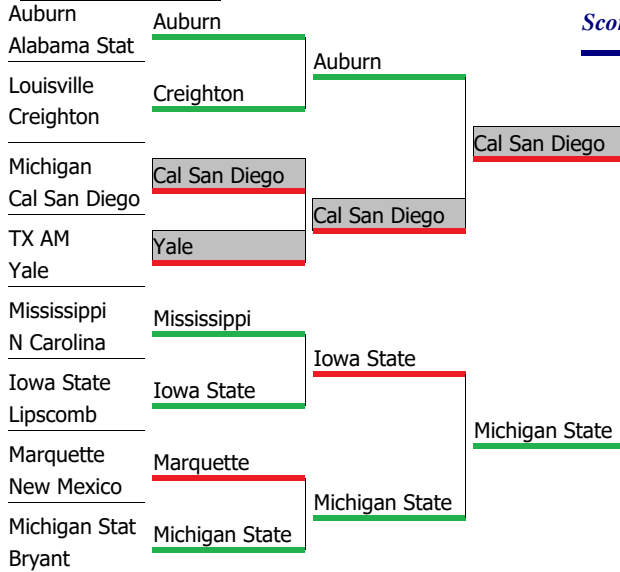 Auburn
Alabama Stat
Louisville
Creighton
Michigan
Cal San Diego
TX AM
Yale
Mississippi
N Carolina
Iowa State
Lipscomb
Marquette
New Mexico
Michigan Stat
Bryant
Auburn
Creighton
Cal San Diego
Yale
Mississippi
Iowa State
Marquette
Michigan State
Auburn
Cal San Diego
Iowa State
Michigan State
Cal San Diego
Michigan State